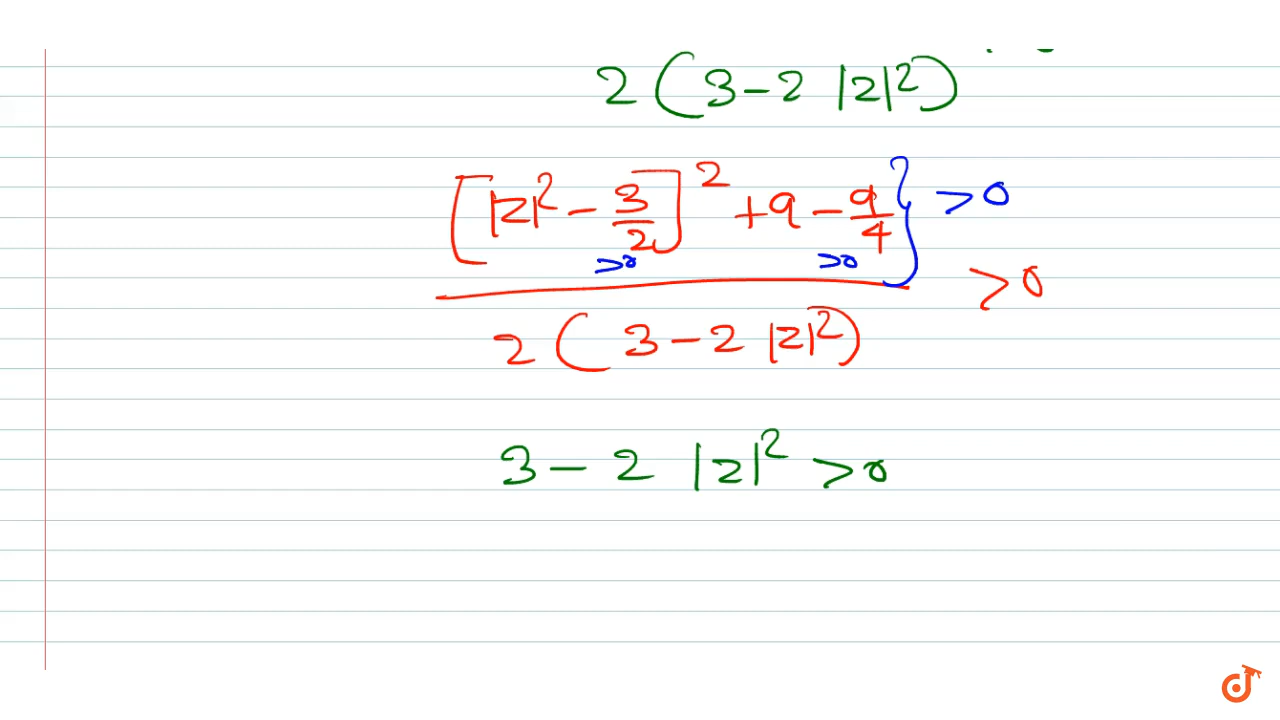 2 ( 3 - 2 |z|² )
[ |z|² - 3/2 ]² + 9 - 9/4 } > 0
>0 >0
> 0
2 ( 3 - 2 |z|² )
3 - 2 |z|² > 0